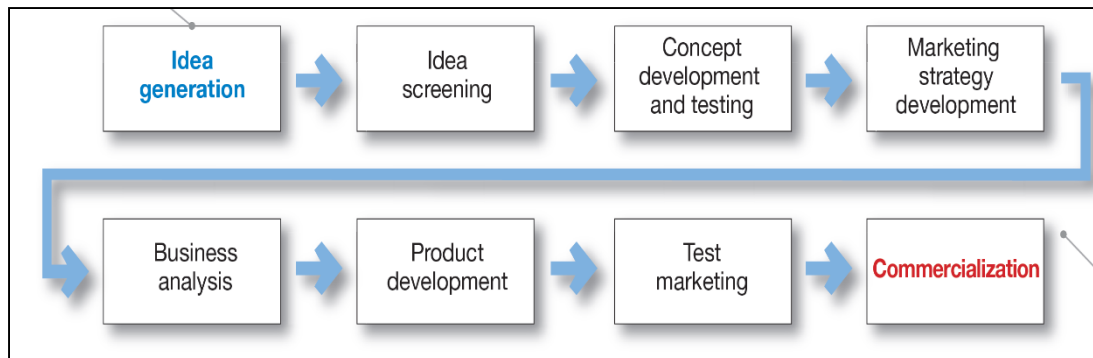 Idea
generation
Idea
screening
Concept
development
and testing
Marketing
strategy
development
Business
analysis
Product
development
Test
marketing
Commercialization